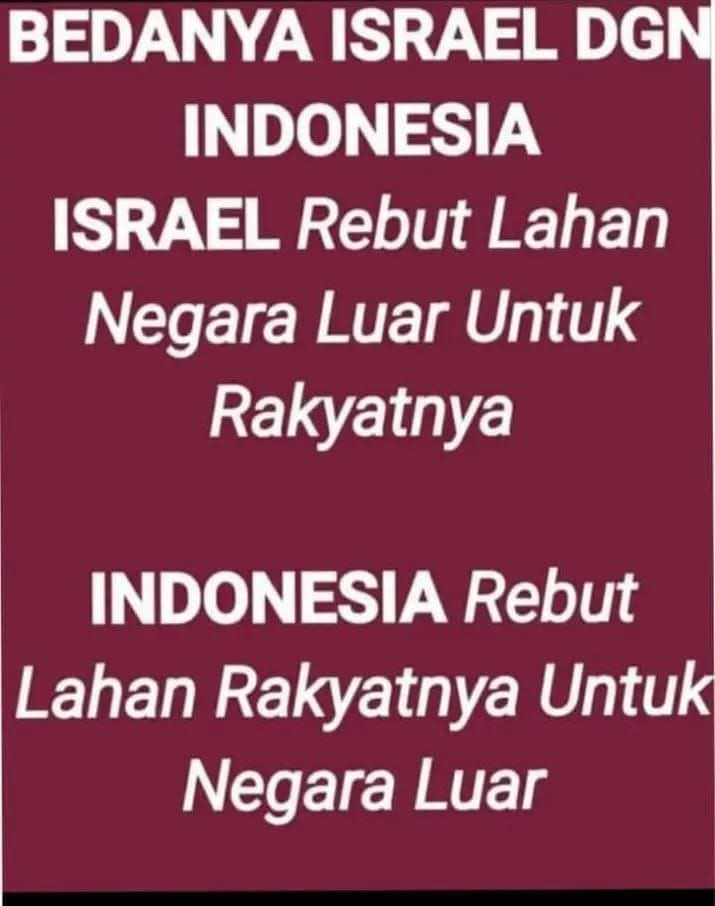 BEDANYA ISRAEL DGN
INDONESIA
ISRAEL Rebut Lahan
Negara Luar Untuk
Rakyatnya
INDONESIA Rebut
Lahan Rakyatnya Untuk
Negara Luar